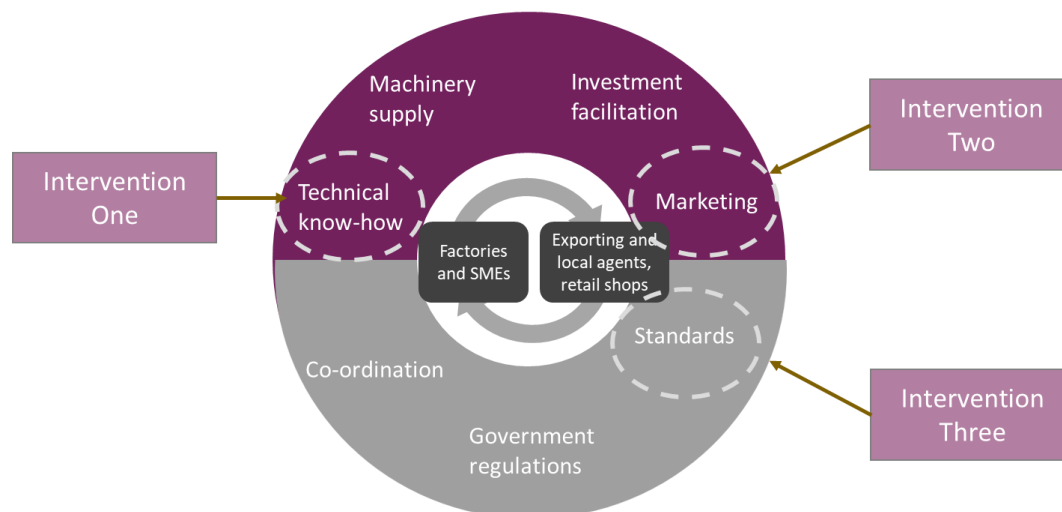 Machinery
supply
Investment
facilitation
Intervention
Two
Intervention
One
Technical
know-how
Marketing
Factories
and SMEs
Exporting and
local agents,
retail shops
Standards
Co-ordination
Intervention
Three
Government
regulations